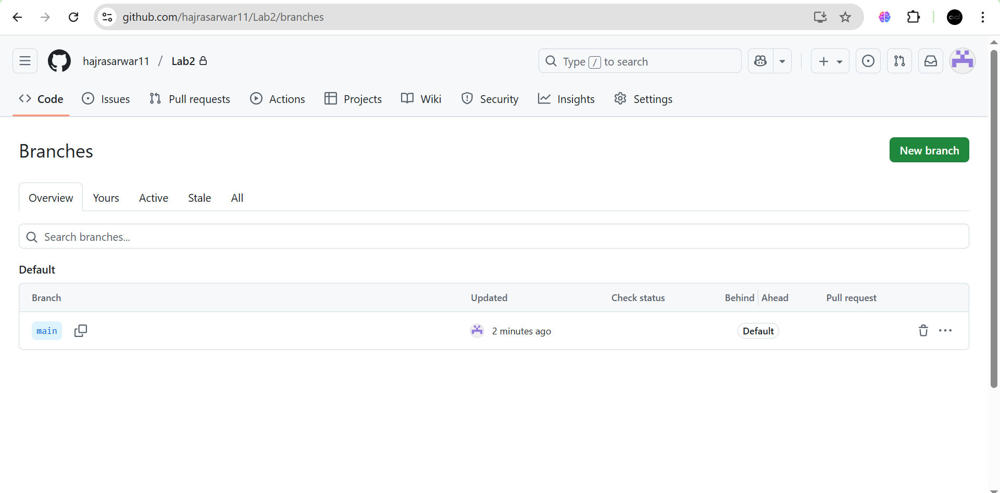 github.com/hajrasarwar11/Lab2/branches
hajrasarwar11 / Lab2
Type / to search
Code Issues Pull requests Actions Projects Wiki Security Insights Settings
Branches
New branch
Overview Yours Active Stale All
Search branches...
Default
Branch Updated Check status Behind Ahead Pull request
main 2 minutes ago Default